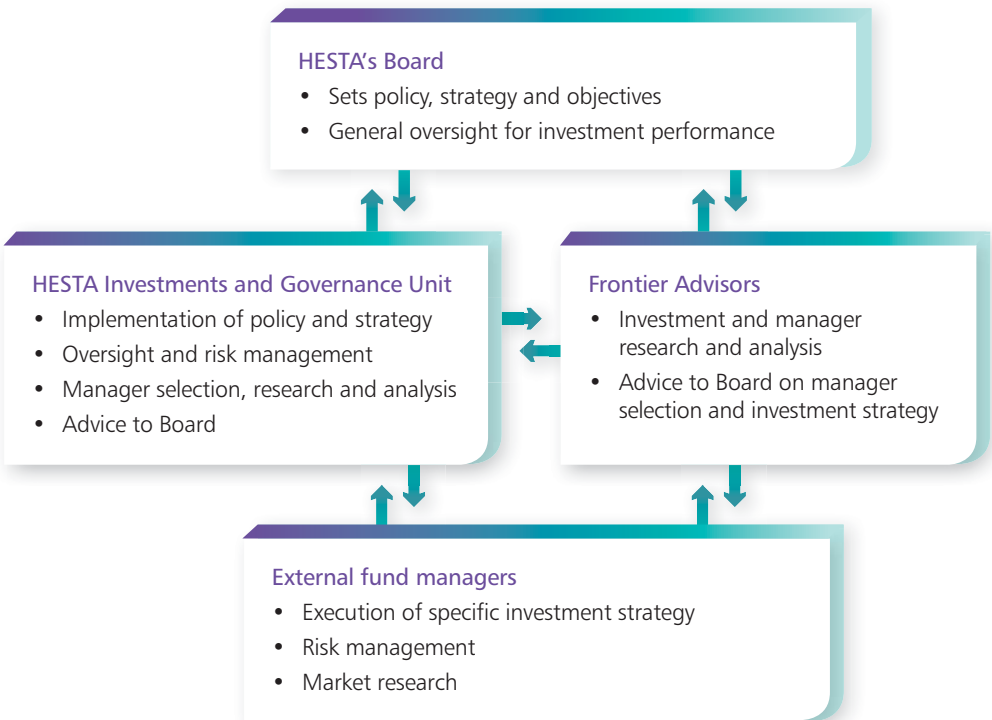 HESTA's Board
• Sets policy, strategy and objectives
• General oversight for investment performance
HESTA Investments and Governance Unit
• Implementation of policy and strategy
• Oversight and risk management
• Manager selection, research and analysis
• Advice to Board
Frontier Advisors
• Investment and manager
research and analysis
• Advice to Board on manager
selection and investment strategy
External fund managers
• Execution of specific investment strategy
• Risk management
• Market research